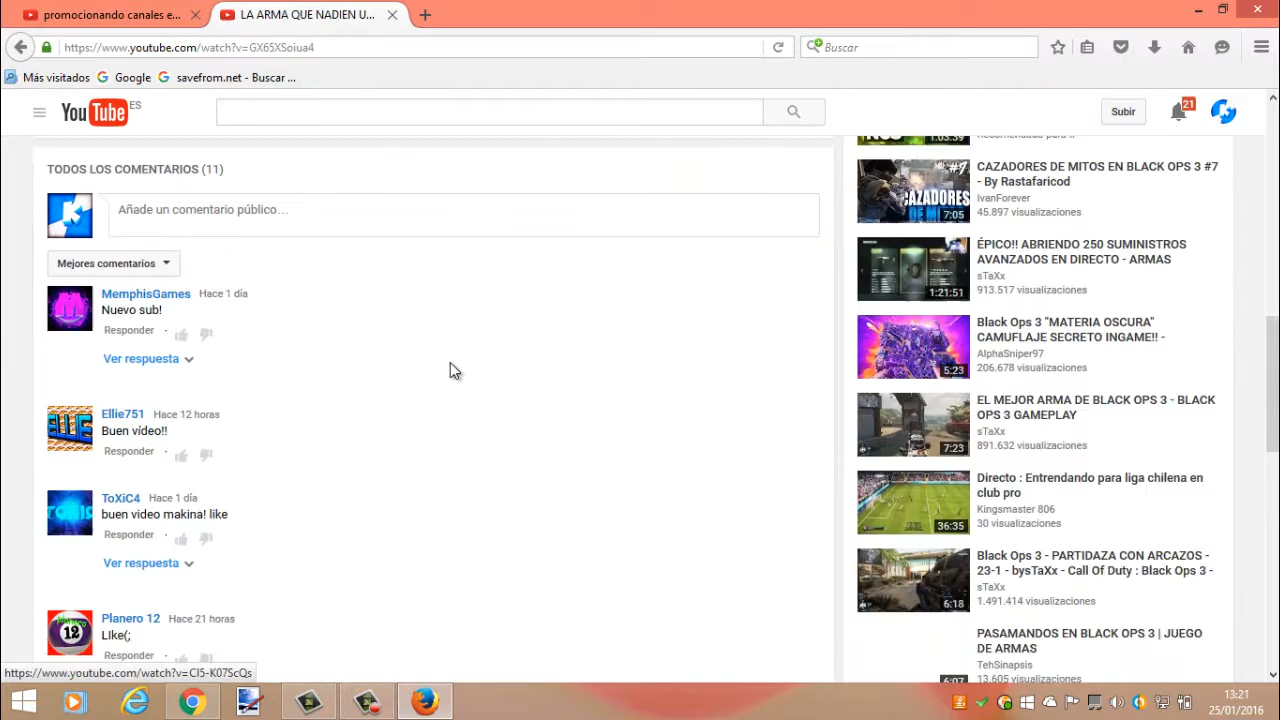 promocionando canales e...
LA ARMA QUE NADIEN U...
https://www.youtube.com/watch?v=GX65XSoiua4
Buscar
Más visitados
Google
savefrom.net - Buscar ...
YouTube ES
Subir
21
TODOS LOS COMENTARIOS (11)
Añade un comentario público...
Mejores comentarios
MemphisGames Hace 1 día
Nuevo sub!
Responder ·
Ver respuesta
Ellie751 Hace 12 horas
Buen vídeo!!
Responder ·
ToXiC4 Hace 1 día
buen video makina! like
Responder ·
Ver respuesta
Planero 12 Hace 21 horas
LIke(;
Responder
https://www.youtube.com/watch?v=CI5-K07ScQs
1:03:39
CAZADORES DE MITOS EN BLACK OPS 3 #7
- By Rastafaricod
IvanForever
45.897 visualizaciones
#7
CAZADORES
7:05
ÉPICO!! ABRIENDO 250 SUMINISTROS
AVANZADOS EN DIRECTO - ARMAS
sTaXx
913.517 visualizaciones
1:21:51
Black Ops 3 "MATERIA OSCURA"
CAMUFLAJE SECRETO INGAME!! -
AlphaSniper97
206.678 visualizaciones
5:23
EL MEJOR ARMA DE BLACK OPS 3 - BLACK
OPS 3 GAMEPLAY
sTaXx
891.632 visualizaciones
7:23
Directo : Entrendando para liga chilena en
club pro
Kingsmaster 806
30 visualizaciones
36:35
Black Ops 3 - PARTIDAZA CON ARCAZOS -
23-1 - bysTaXx - Call Of Duty : Black Ops 3 -
sTaXx
1.491.414 visualizaciones
6:18
PASAMANDOS EN BLACK OPS 3 | JUEGO
DE ARMAS
TehSinapsis
13.605 visualizaciones
6:07
13:21
25/01/2016